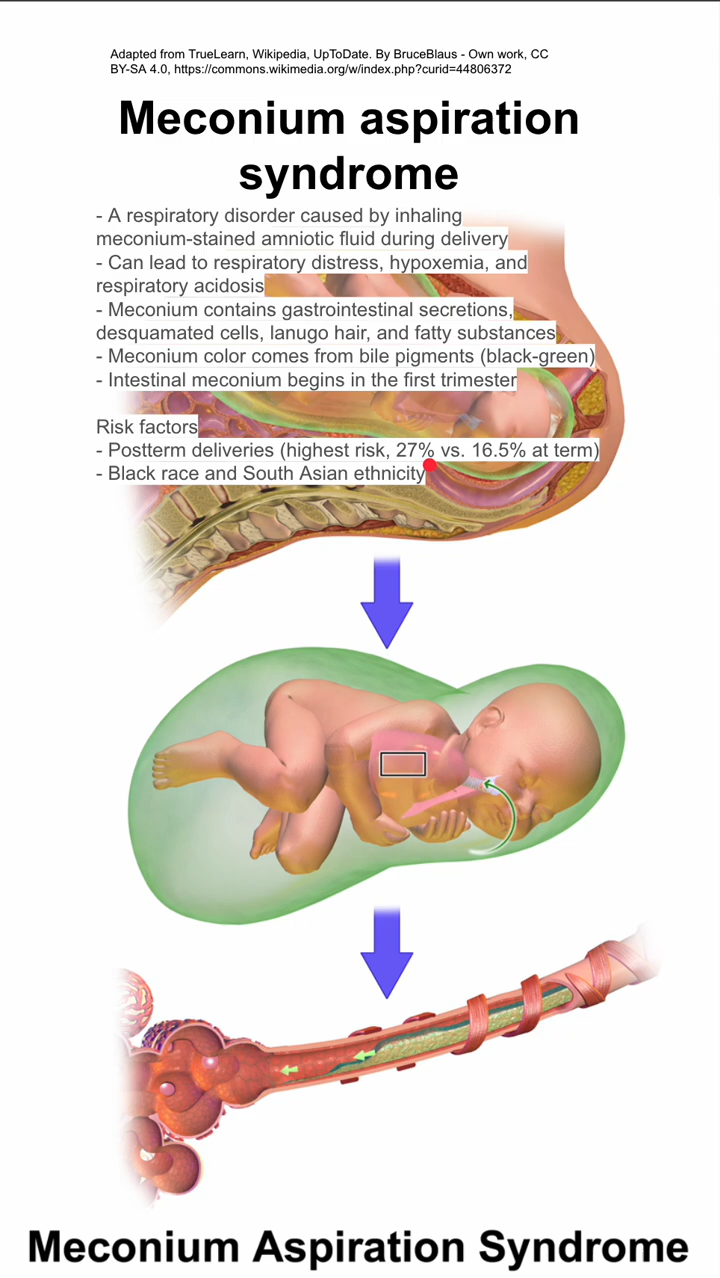 Adapted from TrueLearn, Wikipedia, UpToDate. By BruceBlaus - Own work, CC
BY-SA 4.0, https://commons.wikimedia.org/w/index.php?curid=44806372
Meconium aspiration
syndrome
- A respiratory disorder caused by inhaling
meconium-stained amniotic fluid during delivery
- Can lead to respiratory distress, hypoxemia, and
respiratory acidosis
- Meconium contains gastrointestinal secretions,
desquamated cells, lanugo hair, and fatty substances
- Meconium color comes from bile pigments (black-green)
- Intestinal meconium begins in the first trimester
Risk factors
- Postterm deliveries (highest risk, 27% vs. 16.5% at term)
- Black race and South Asian ethnicity
Meconium Aspiration Syndrome